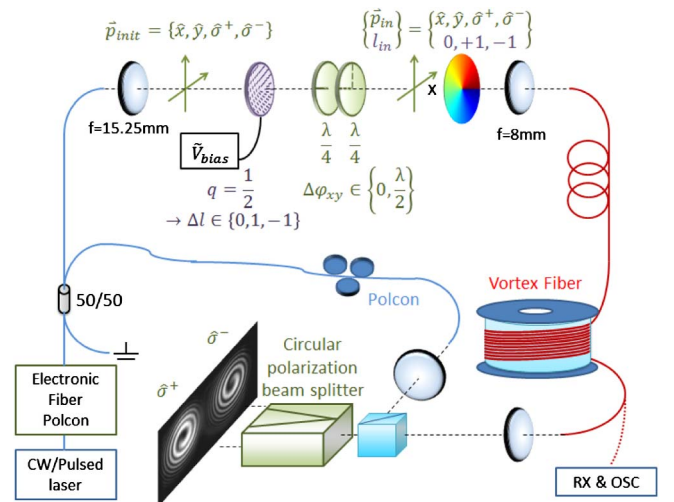 p⃗_init = {x̂, ŷ, σ̂⁺, σ̂⁻}
{p⃗_in l_in} = {x̂, ŷ, σ̂⁺, σ̂⁻ 0, +1, −1}
x
f=15.25mm
f=8mm
Ṽ_bias
λ/4
λ/4
q = 1/2
→ Δl ∈ {0,1, −1}
Δφ_xy ∈ {0, λ/2}
50/50
Polcon
Vortex Fiber
Electronic
Fiber
Polcon
CW/Pulsed
laser
σ̂⁻
σ̂⁺
Circular
polarization
beam splitter
RX & OSC